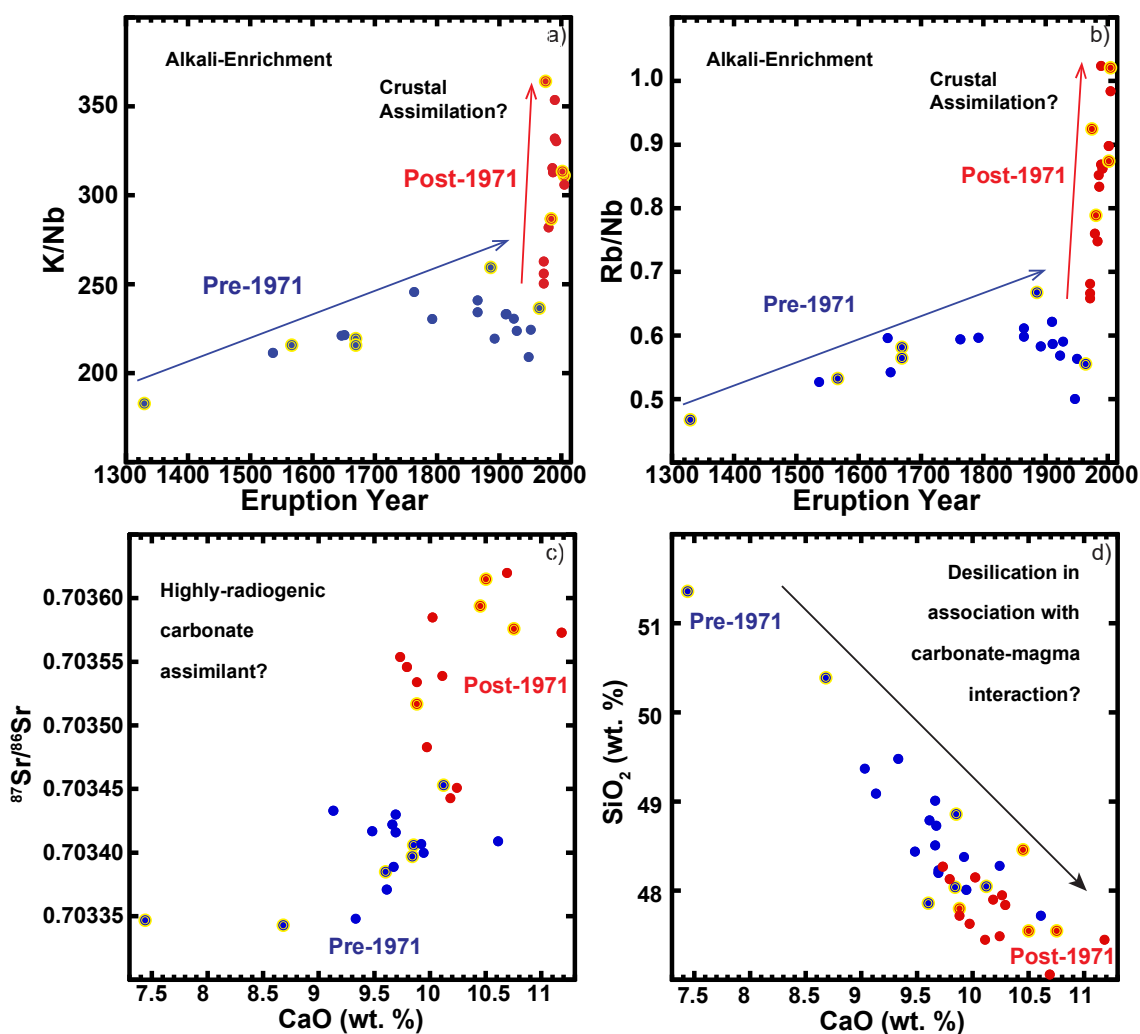 a)
Alkali-Enrichment
Crustal
Assimilation?
Post-1971
Pre-1971
K/Nb
350
300
250
200
1300 1400 1500 1600 1700 1800 1900 2000
Eruption Year
b)
Alkali-Enrichment
Crustal
Assimilation?
Post-1971
Pre-1971
Rb/Nb
1.0
0.9
0.8
0.7
0.6
0.5
1300 1400 1500 1600 1700 1800 1900 2000
Eruption Year
c)
Highly-radiogenic
carbonate
assimilant?
Post-1971
Pre-1971
87Sr/86Sr
0.70360
0.70355
0.70350
0.70345
0.70340
0.70335
7.5 8 8.5 9 9.5 10 10.5 11
CaO (wt. %)
d)
Desilication in
association with
carbonate-magma
interaction?
Pre-1971
Post-1971
SiO2 (wt. %)
51
50
49
48
7.5 8 8.5 9 9.5 10 10.5 11
CaO (wt. %)